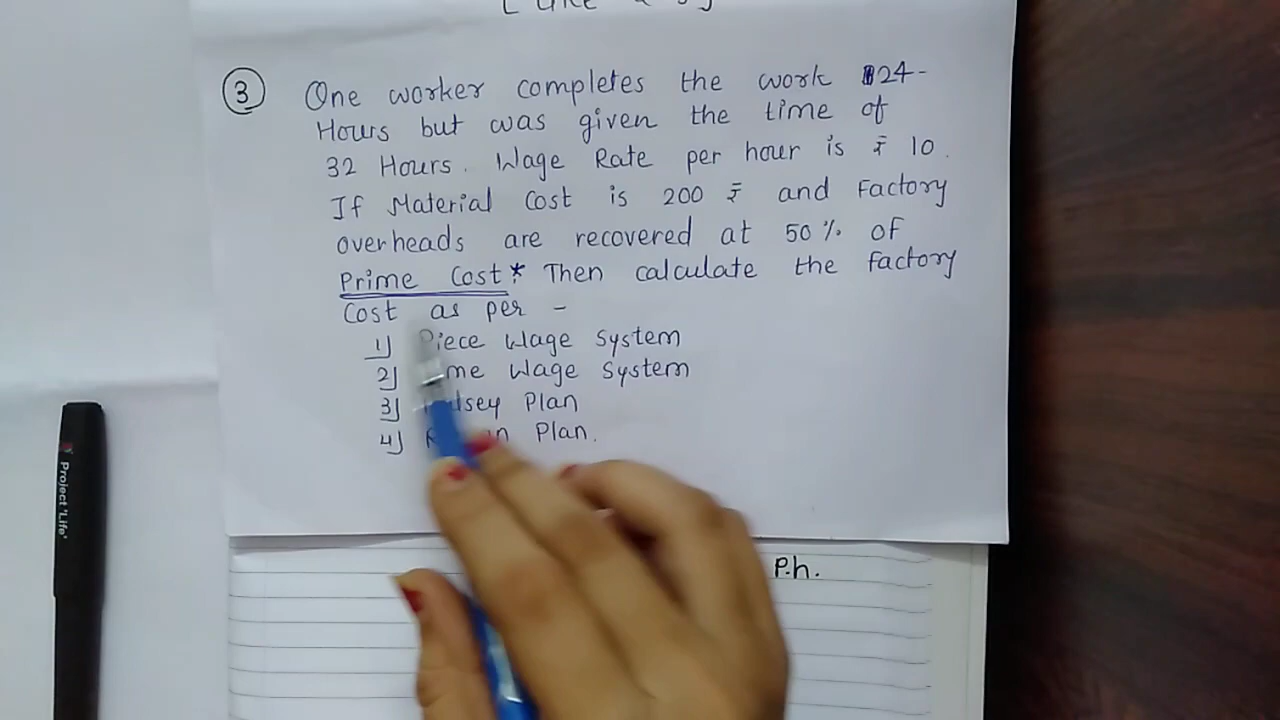 3 One worker completes the work 24-
Hours but was given the time of
32 Hours. Wage Rate per hour is ₹ 10.
If Material Cost is 200 ₹ and Factory
overheads are recovered at 50% of
Prime Cost* Then calculate the factory
Cost as per -
1) Piece Wage System
2) me Wage System
3) lsey Plan
4) R n Plan.
P.h.
Project 'Life'